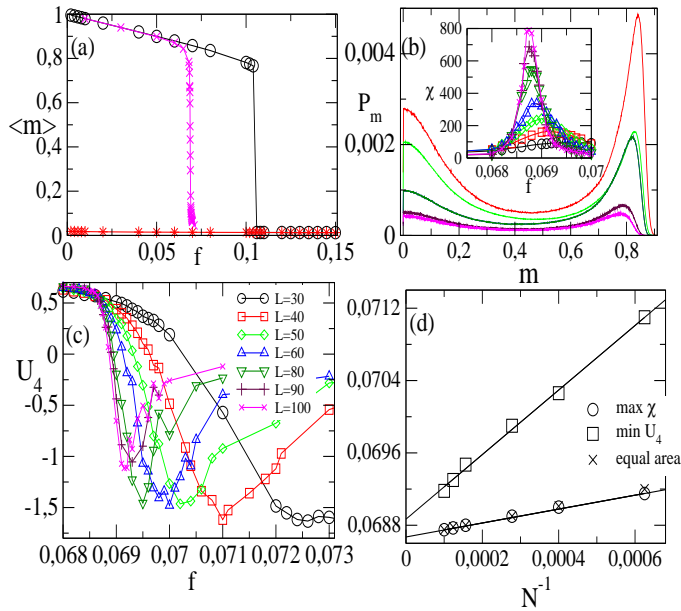 (a)
1
0,8
0,6
<m>
0,4
0,2
0
0
0,05
0,1
0,15
f
(b)
0,004
P_m
0,002
0
0
0,2
0,4
0,6
0,8
m
800
600
χ
400
200
0
0,068
0,069
0,07
f
(c)
0,5
0
U_4
-0,5
-1
-1,5
0,068
0,069
0,07
0,071
0,072
0,073
f
L=30
L=40
L=50
L=60
L=80
L=90
L=100
(d)
0,0712
0,0704
0,0696
0,0688
0
0,0002
0,0004
0,0006
N^-1
max χ
min U_4
equal area